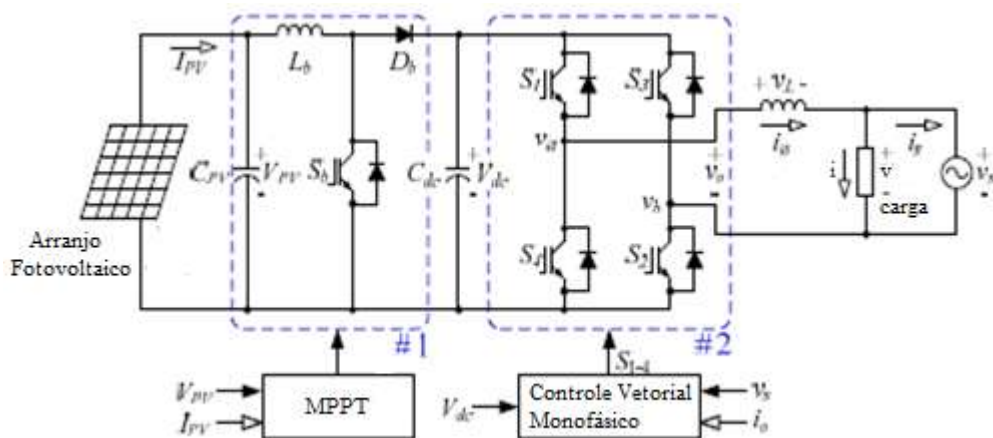 I_PV
L_b
D_b
C_PV
+
V_PV
-
S_b
C_dc
+
V_dc
-
S_1
S_3
S_4
S_2
v_a
v_b
+
v_o
-
+ v_L -
i_o
i_s
i
+
v
-
carga
+
v_s
-
Arranjo
Fotovoltaico
#1
#2
S_1-4
V_PV
I_PV
MPPT
V_dc
Controle Vetorial
Monofásico
v_s
i_o